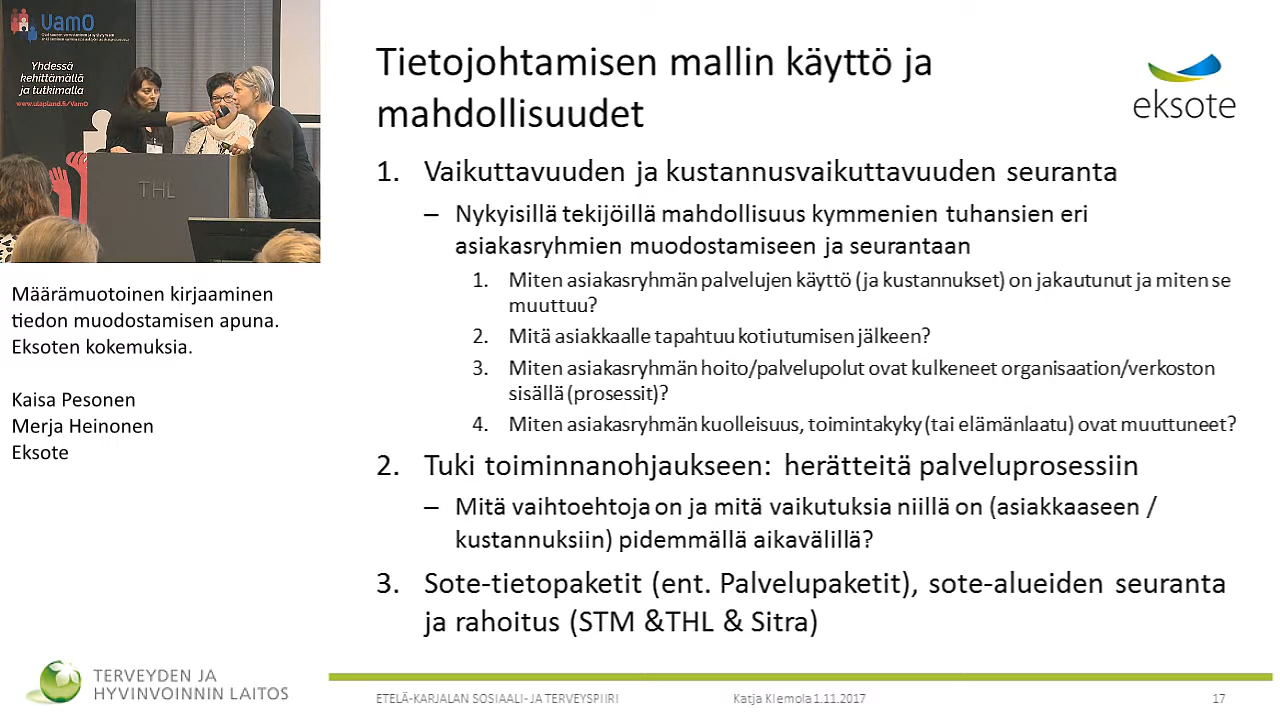 VamO
Yhdessä
kehittämällä
ja tutkimalla
www.ulapland.fi/VamO
THL
Määrämuotoinen kirjaaminen
tiedon muodostamisen apuna.
Eksoten kokemuksia.
Kaisa Pesonen
Merja Heinonen
Eksote
Tietojohtamisen mallin käyttö ja
mahdollisuudet
eksote
1. Vaikuttavuuden ja kustannusvaikuttavuuden seuranta
– Nykyisillä tekijöillä mahdollisuus kymmenien tuhansien eri
asiakasryhmien muodostamiseen ja seurantaan
1. Miten asiakasryhmän palvelujen käyttö (ja kustannukset) on jakautunut ja miten se
muuttuu?
2. Mitä asiakkaalle tapahtuu kotiutumisen jälkeen?
3. Miten asiakasryhmän hoito/palvelupolut ovat kulkeneet organisaation/verkoston
sisällä (prosessit)?
4. Miten asiakasryhmän kuolleisuus, toimintakyky (tai elämänlaatu) ovat muuttuneet?
2. Tuki toiminnanohjaukseen: herätteitä palveluprosessiin
– Mitä vaihtoehtoja on ja mitä vaikutuksia niillä on (asiakkaaseen /
kustannuksiin) pidemmällä aikavälillä?
3. Sote-tietopaketit (ent. Palvelupaketit), sote-alueiden seuranta
ja rahoitus (STM &THL & Sitra)
TERVEYDEN JA
HYVINVOINNIN LAITOS
ETELÄ-KARJALAN SOSIAALI- JA TERVEYSPIIRI
Katja Klemola 1.11.2017
17